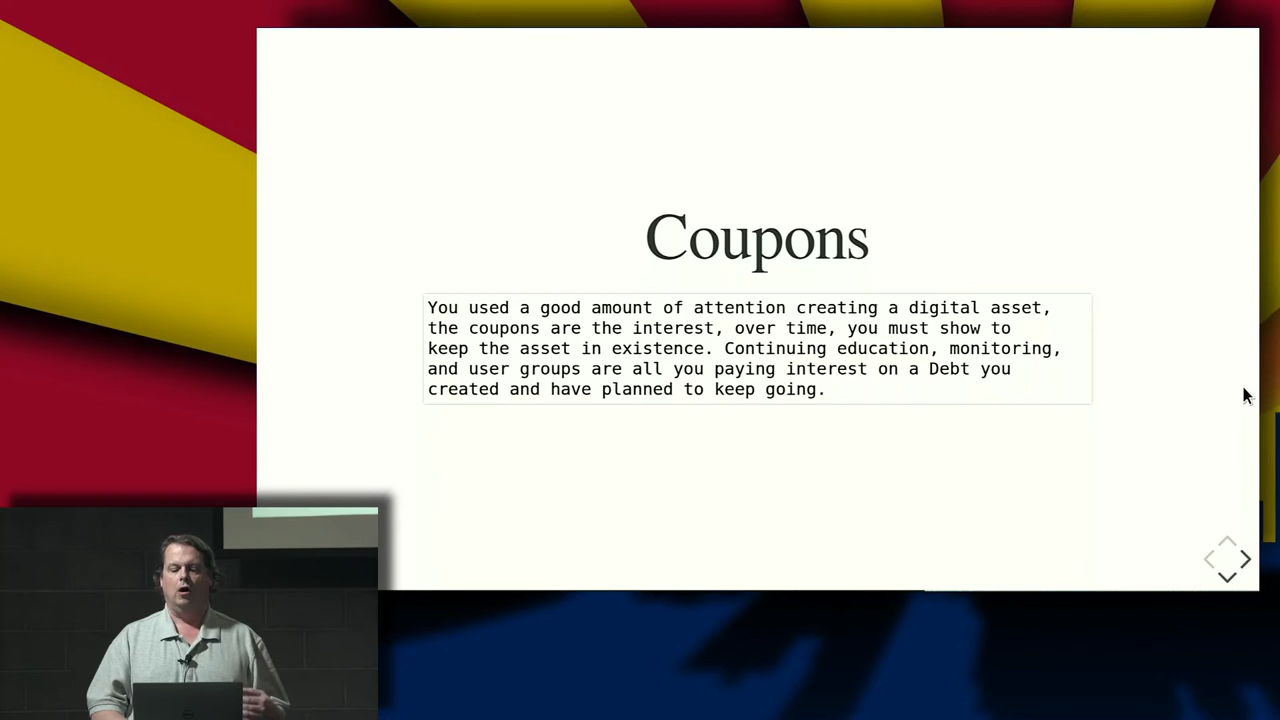 Coupons
You used a good amount of attention creating a digital asset,
the coupons are the interest, over time, you must show to
keep the asset in existence. Continuing education, monitoring,
and user groups are all you paying interest on a Debt you
created and have planned to keep going.